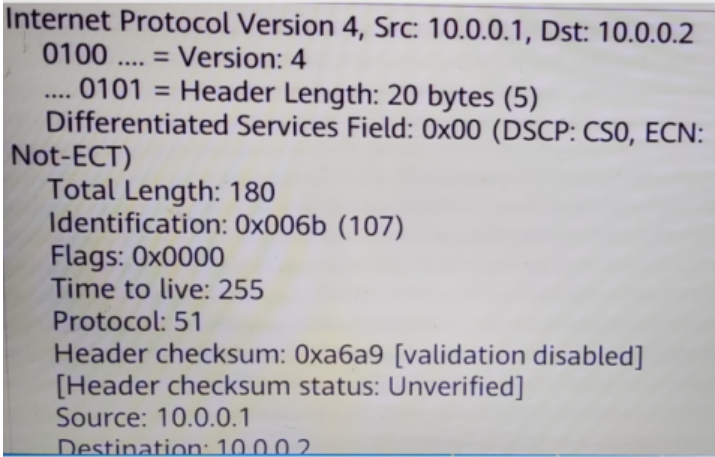 Internet Protocol Version 4, Src: 10.0.0.1, Dst: 10.0.0.2
0100 .... = Version: 4
.... 0101 = Header Length: 20 bytes (5)
Differentiated Services Field: 0x00 (DSCP: CS0, ECN:
Not-ECT)
Total Length: 180
Identification: 0x006b (107)
Flags: 0x0000
Time to live: 255
Protocol: 51
Header checksum: 0xa6a9 [validation disabled]
[Header checksum status: Unverified]
Source: 10.0.0.1
Destination: 10.0.0.2